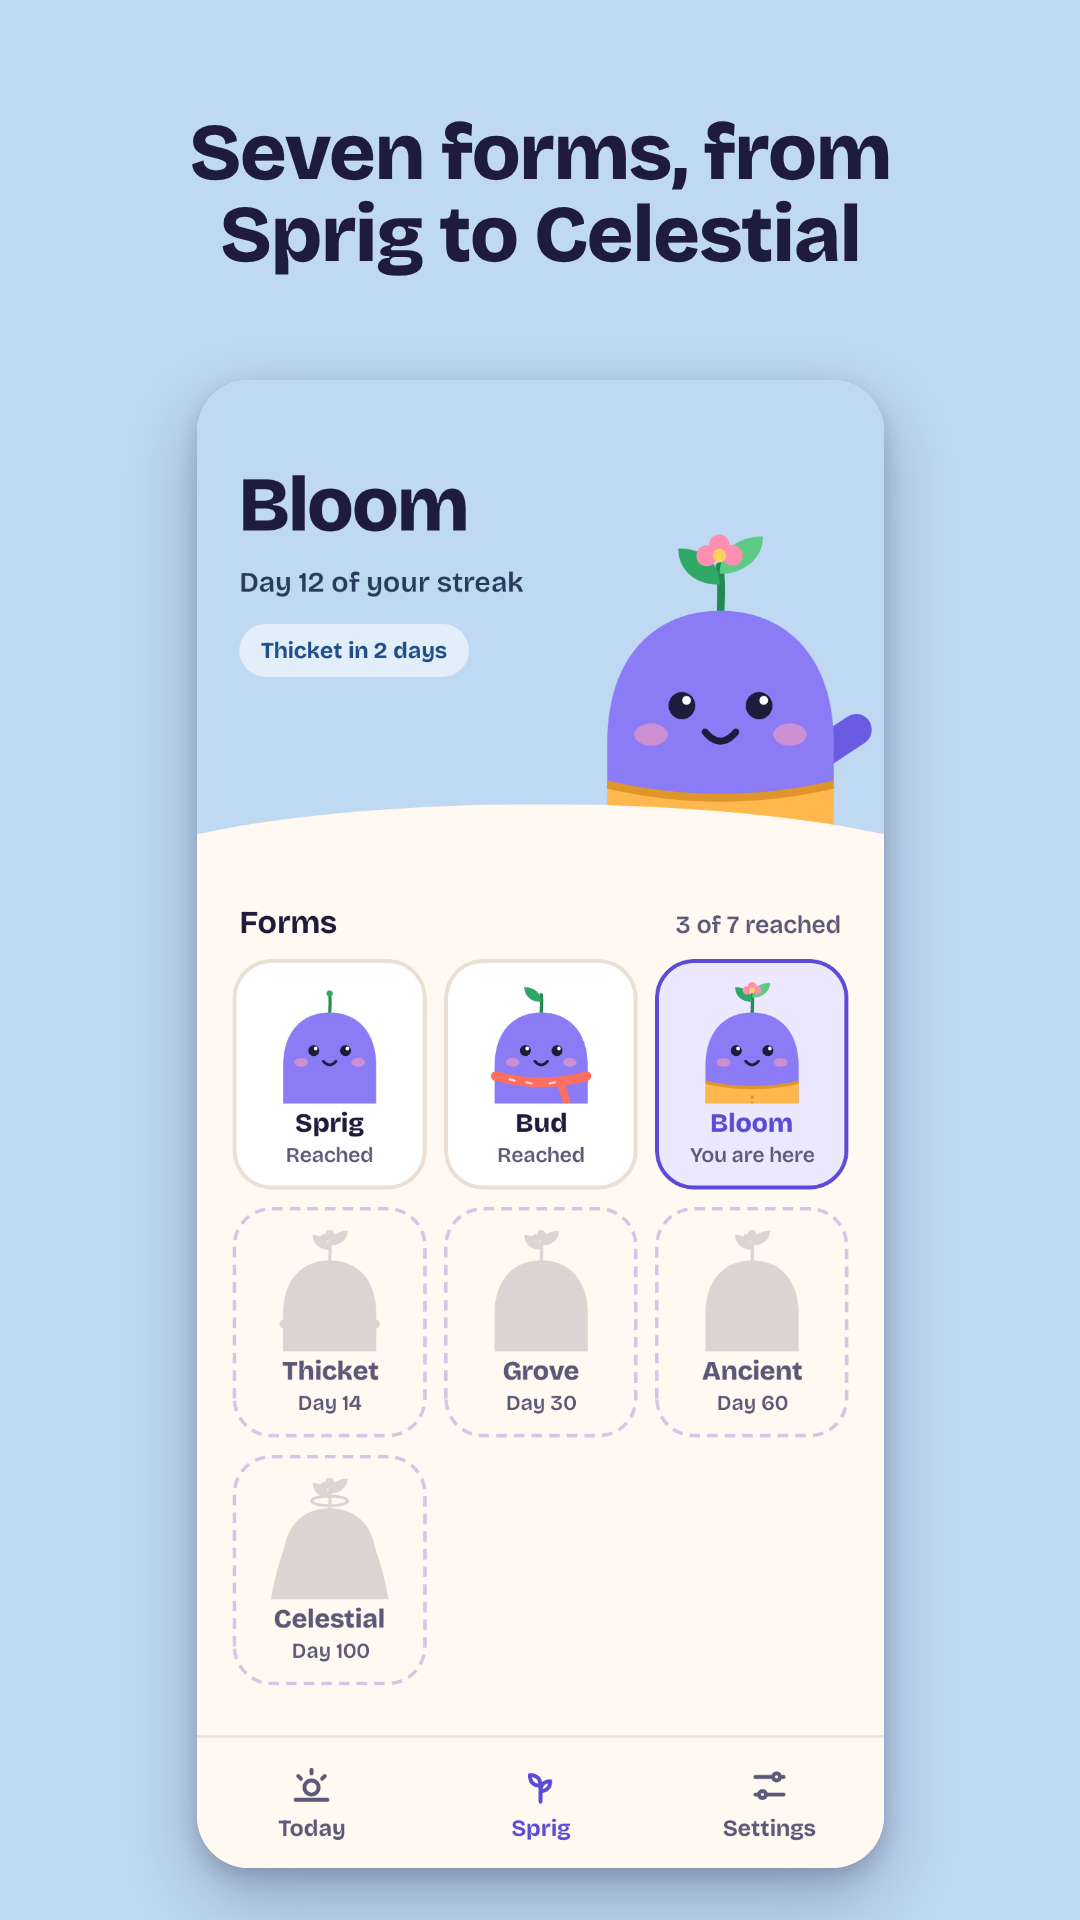 Seven forms, from
Sprig to Celestial
Bloom
Day 12 of your streak
Thicket in 2 days
Forms
3 of 7 reached
Sprig
Reached
Bud
Reached
Bloom
You are here
Thicket
Day 14
Grove
Day 30
Ancient
Day 60
Celestial
Day 100
Today
Sprig
Settings